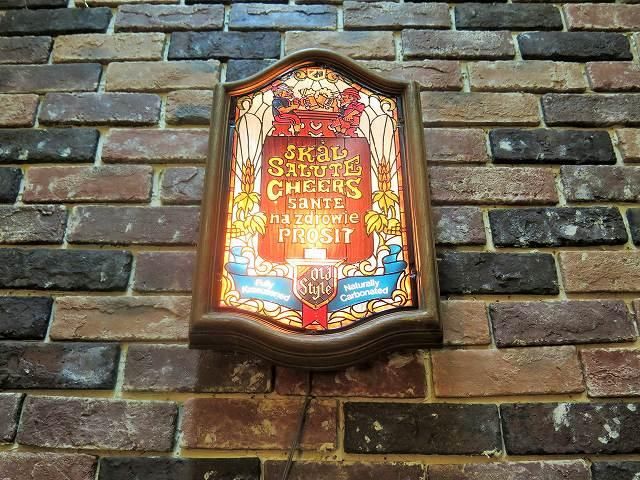 SKÅL
SALUTE
CHEERS
SANTE
na zdrowie
PROSIT
Old
Style
Fully
Kraeusened
Naturally
Carbonated